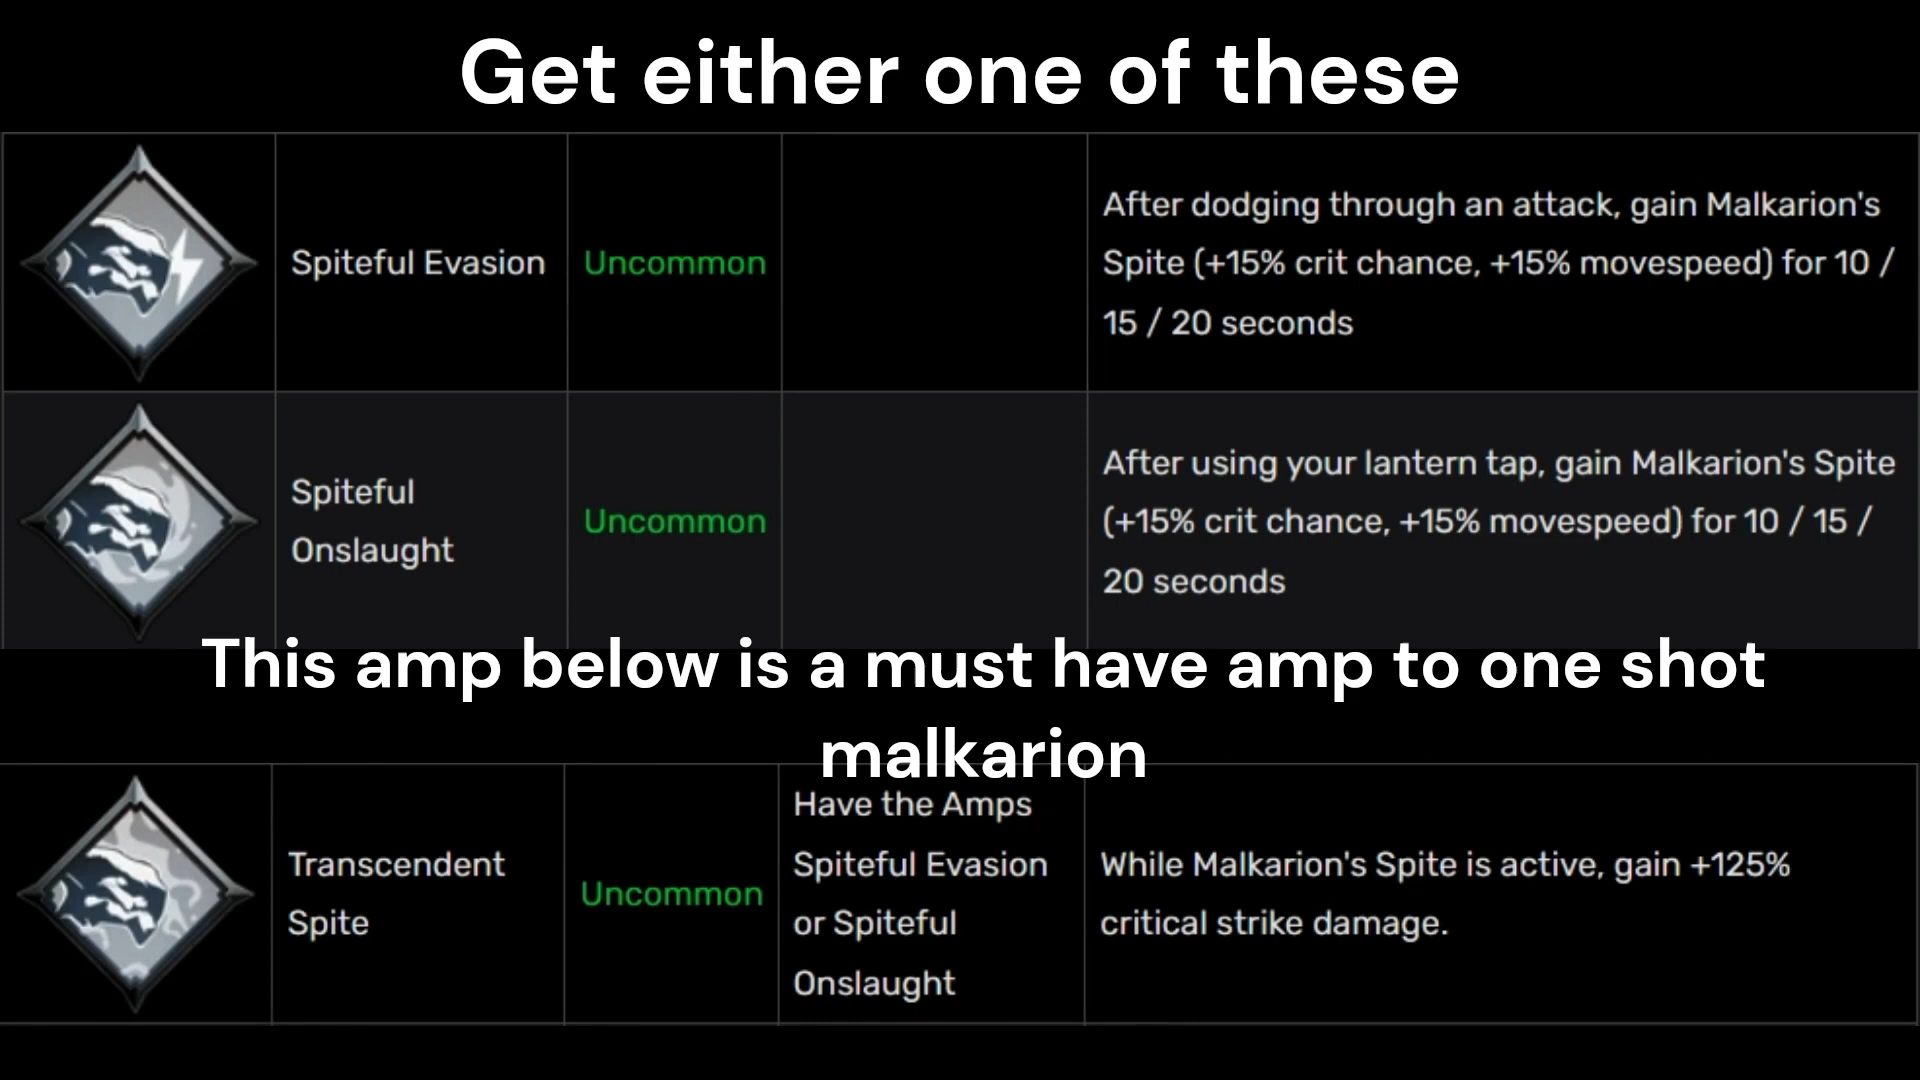 Get either one of these
Spiteful Evasion
Uncommon
After dodging through an attack, gain Malkarion's
Spite (+15% crit chance, +15% movespeed) for 10 /
15 / 20 seconds
Spiteful
Onslaught
Uncommon
After using your lantern tap, gain Malkarion's Spite
(+15% crit chance, +15% movespeed) for 10 / 15 /
20 seconds
This amp below is a must have amp to one shot
malkarion
Transcendent
Spite
Uncommon
Have the Amps
Spiteful Evasion
or Spiteful
Onslaught
While Malkarion's Spite is active, gain +125%
critical strike damage.